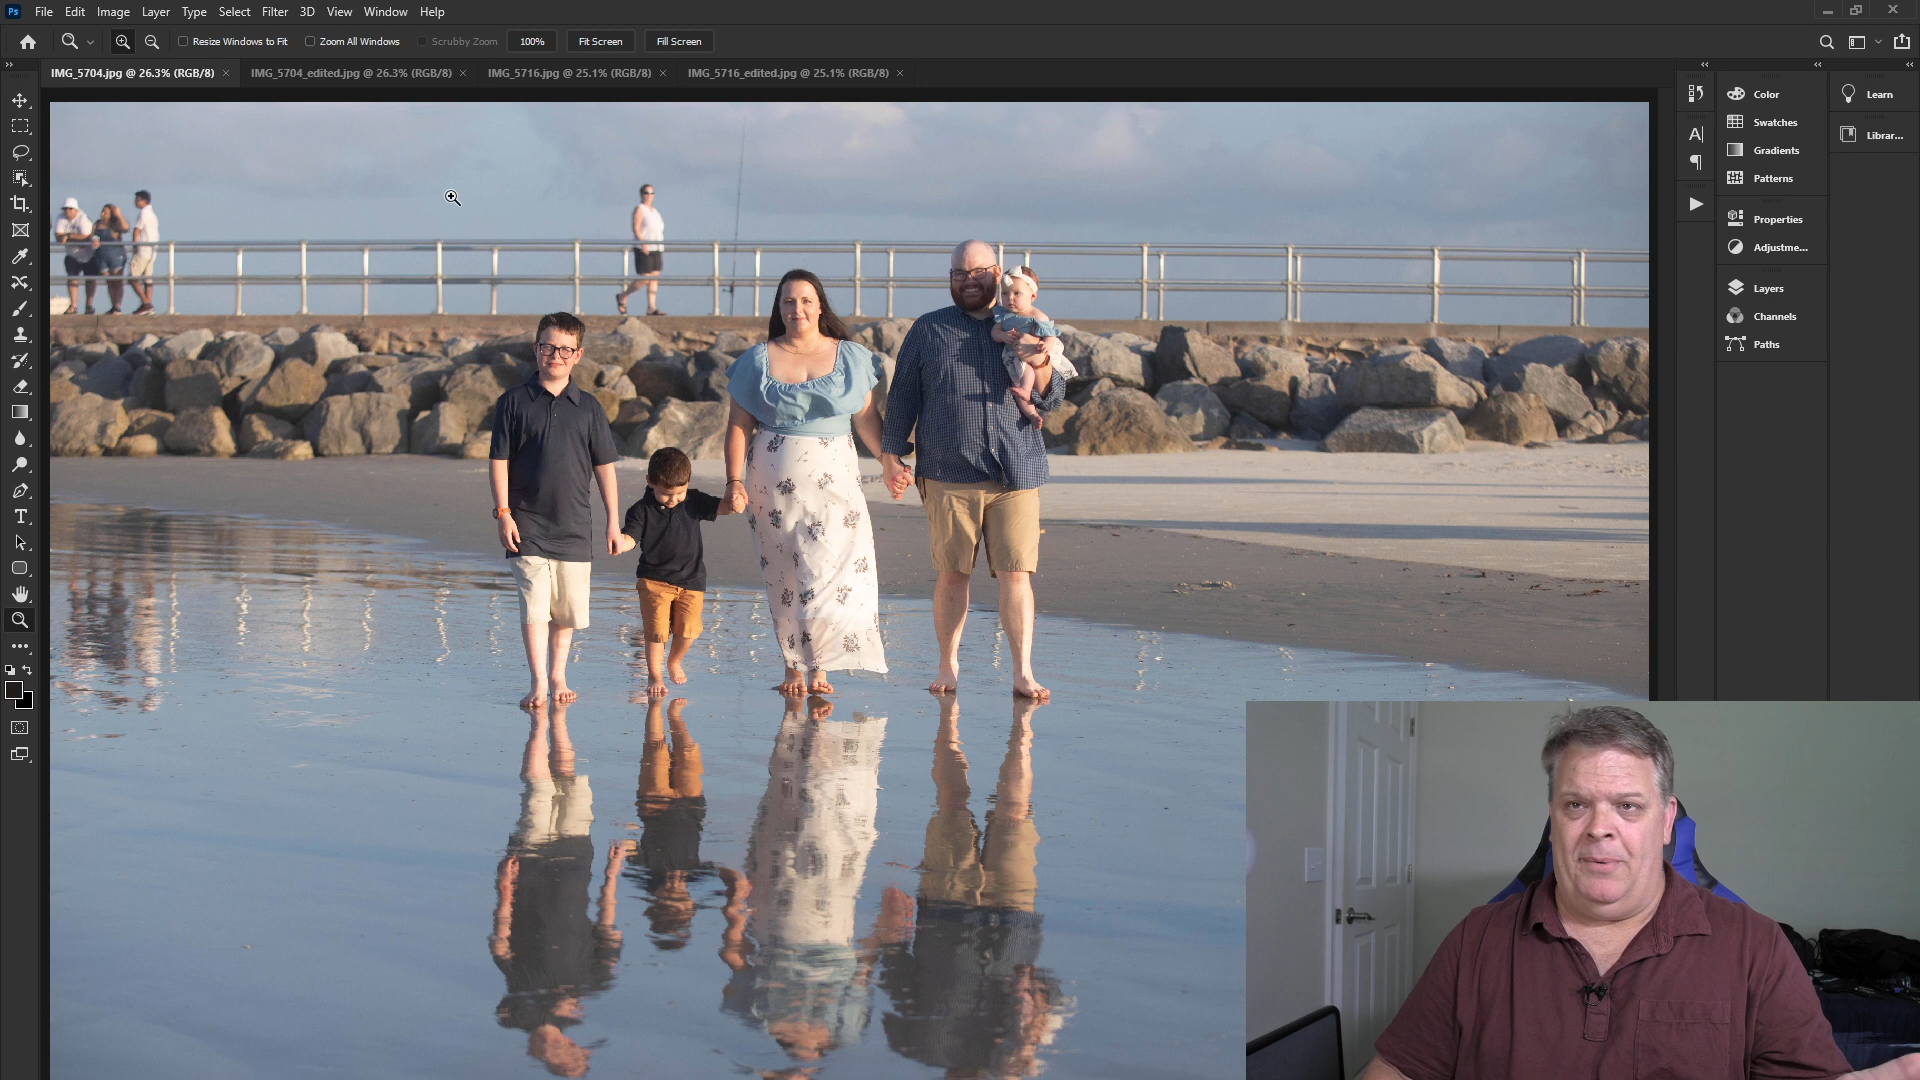 Ps File Edit Image Layer Type Select Filter 3D View Window Help
Resize Windows to Fit Zoom All Windows Scrubby Zoom 100% Fit Screen Fill Screen
IMG_5704.jpg @ 26.3% (RGB/8) × IMG_5704_edited.jpg @ 26.3% (RGB/8) × IMG_5716.jpg @ 25.1% (RGB/8) × IMG_5716_edited.jpg @ 25.1% (RGB/8) ×
Color
Swatches
Gradients
Patterns
Properties
Adjustme...
Layers
Channels
Paths
Learn
Librar...